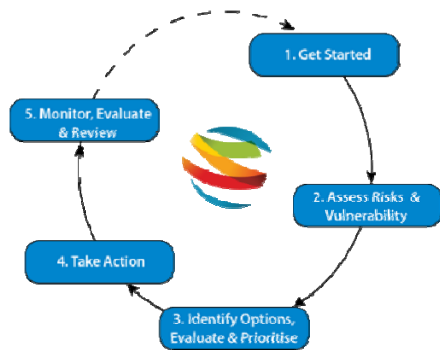 1. Get Started
2. Assess Risks &
Vulnerability
3. Identify Options,
Evaluate & Prioritise
4. Take Action
5. Monitor, Evaluate
& Review